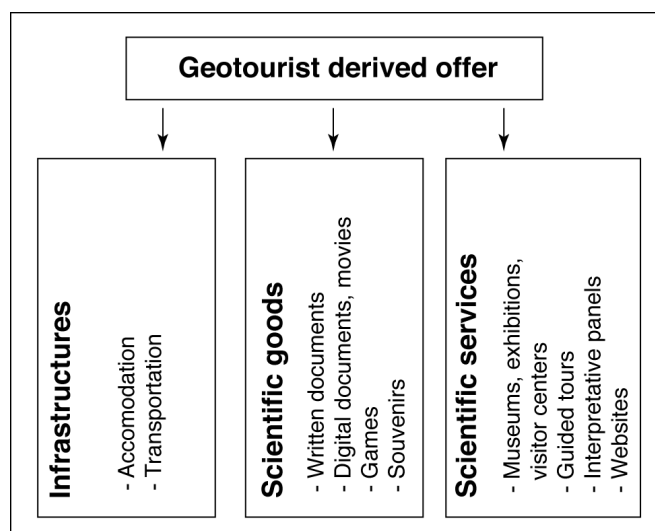 Geotourist derived offer
Infrastructures
- Accomodation
- Transportation
Scientific goods
- Written documents
- Digital documents, movies
- Games
- Souvenirs
Scientific services
- Museums, exhibitions,
visitor centers
- Guided tours
- Interpretative panels
- Websites